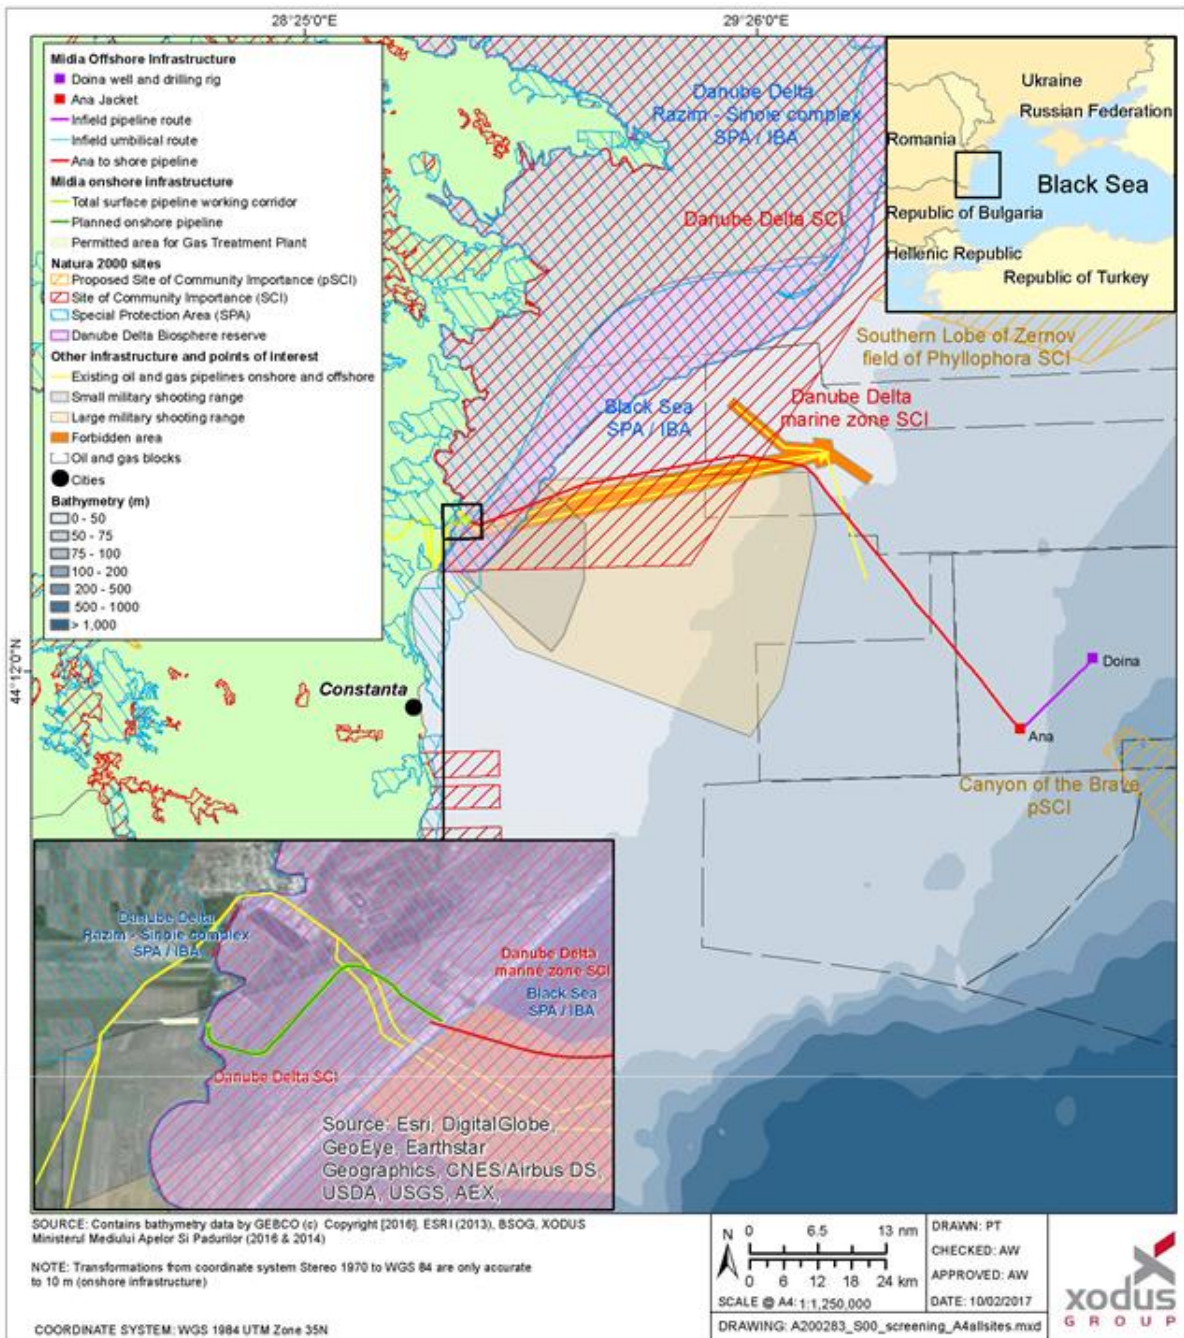 28°25'0"E
29°26'0"E
44°12'0"N
Midia Offshore Infrastructure
Doina well and drilling rig
Ana Jacket
Infield pipeline route
Infield umbilical route
Ana to shore pipeline
Midia onshore infrastructure
Total surface pipeline working corridor
Planned onshore pipeline
Permitted area for Gas Treatment Plant
Natura 2000 sites
Proposed Site of Community Importance (pSCI)
Site of Community Importance (SCI)
Special Protection Area (SPA)
Danube Delta Biosphere reserve
Other infrastructure and points of interest
Existing oil and gas pipelines onshore and offshore
Small military shooting range
Large military shooting range
Forbidden area
Oil and gas blocks
Cities
Bathymetry (m)
0 - 50
50 - 75
75 - 100
100 - 200
200 - 500
500 - 1000
> 1,000
Danube Delta
Razim - Sinoie complex
SPA / IBA
Danube Delta SCI
Ukraine
Russian Federation
Romania
Black Sea
Republic of Bulgaria
Hellenic Republic
Republic of Turkey
Southern Lobe of Zernov
field of Phyllophora SCI
Black Sea
SPA / IBA
Danube Delta
marine zone SCI
Doina
Ana
Constanta
Canyon of the Brave
pSCI
Danube Delta
Razim - Sinoie complex
SPA / IBA
Danube Delta
marine zone SCI
Black Sea
SPA / IBA
Danube Delta SCI
Source: Esri, DigitalGlobe,
GeoEye, Earthstar
Geographics, CNES/Airbus DS,
USDA, USGS, AEX,
SOURCE: Contains bathymetry data by GEBCO (c) Copyright [2016], ESRI (2013), BSOG, XODUS
Ministerul Mediului Apelor Si Padurilor (2016 & 2014)
NOTE: Transformations from coordinate system Stereo 1970 to WGS 84 are only accurate
to 10 m (onshore infrastructure)
COORDINATE SYSTEM: WGS 1984 UTM Zone 35N
N
0 6.5 13 nm
0 6 12 18 24 km
SCALE @ A4: 1:1,250,000
DRAWN: PT
CHECKED: AW
APPROVED: AW
DATE: 10/02/2017
DRAWING: A200283_S00_screening_A4allsites.mxd
xodus
GROUP